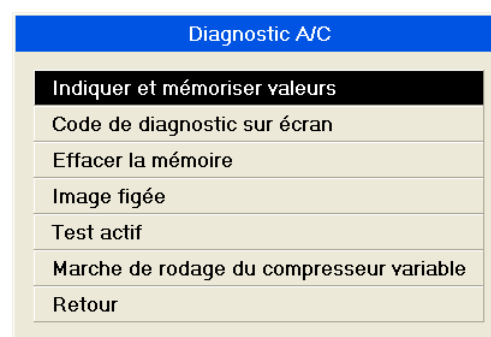 Diagnostic A/C
Indiquer et mémoriser valeurs
Code de diagnostic sur écran
Effacer la mémoire
Image figée
Test actif
Marche de rodage du compresseur variable
Retour